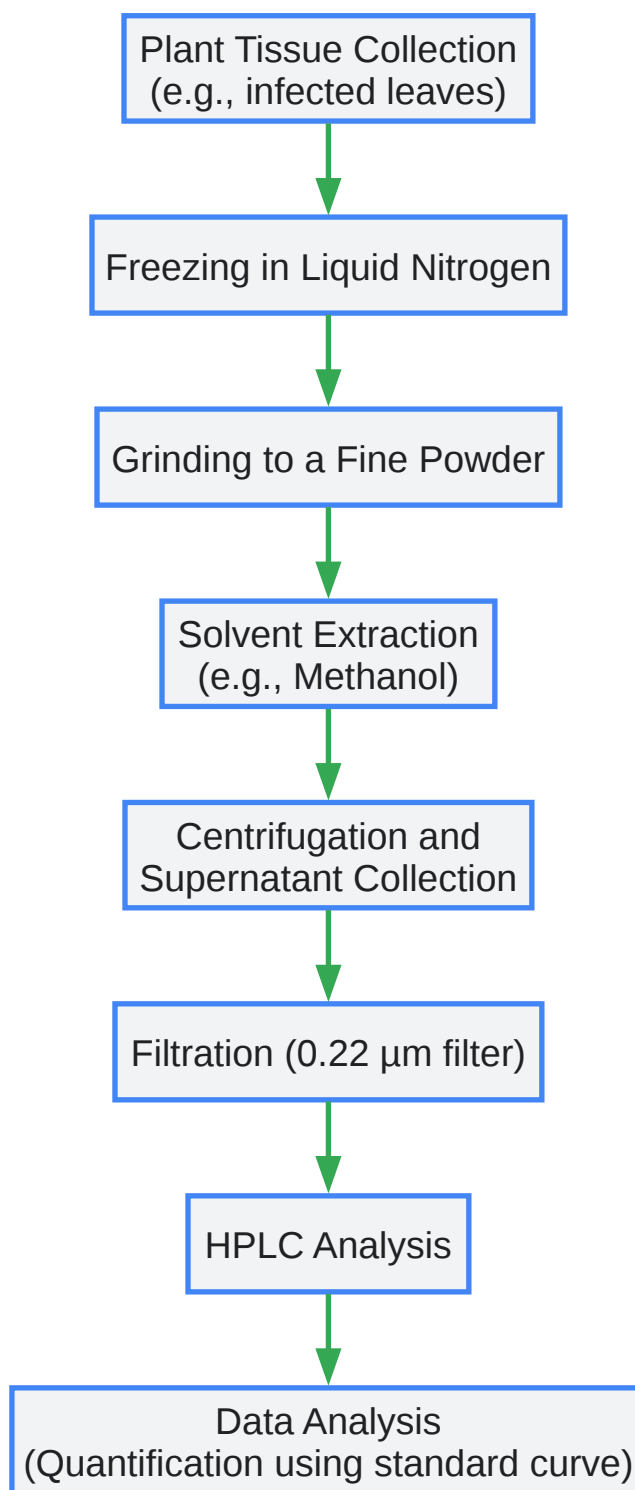 Plant Tissue Collection
(e.g., infected leaves)
Freezing in Liquid Nitrogen
Grinding to a Fine Powder
Solvent Extraction
(e.g., Methanol)
Centrifugation and
Supernatant Collection
Filtration (0.22 µm filter)
HPLC Analysis
Data Analysis
(Quantification using standard curve)